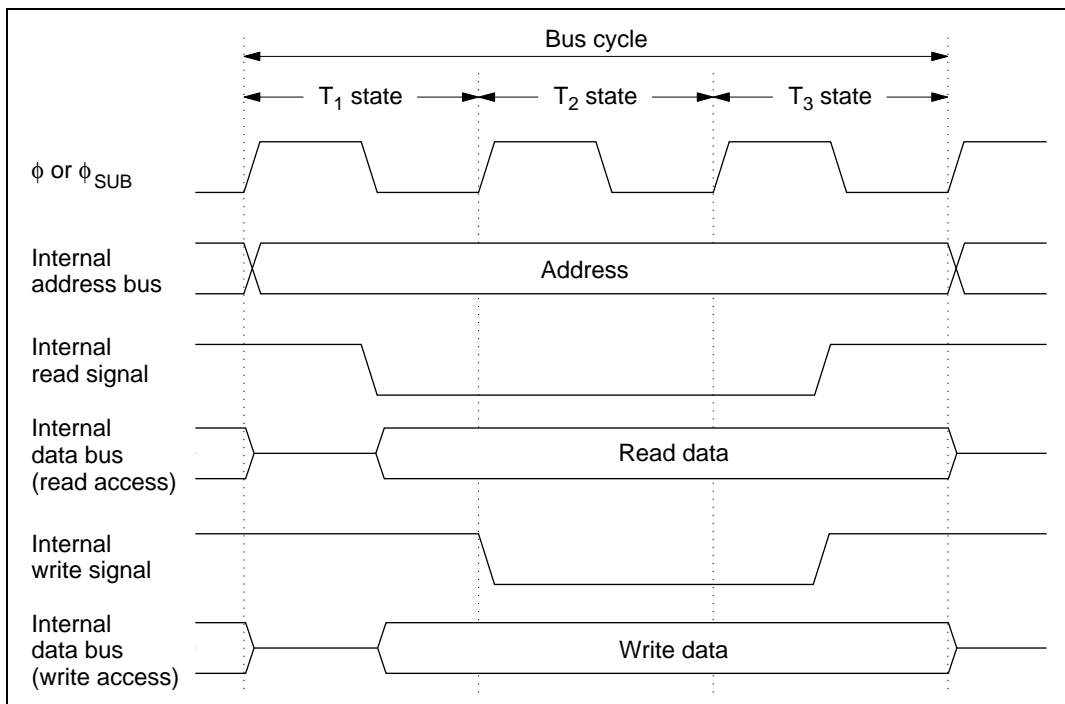 Bus cycle
T1 state
T2 state
T3 state
ϕ or ϕSUB
Internal
address bus
Address
Internal
read signal
Internal
data bus
(read access)
Read data
Internal
write signal
Internal
data bus
(write access)
Write data